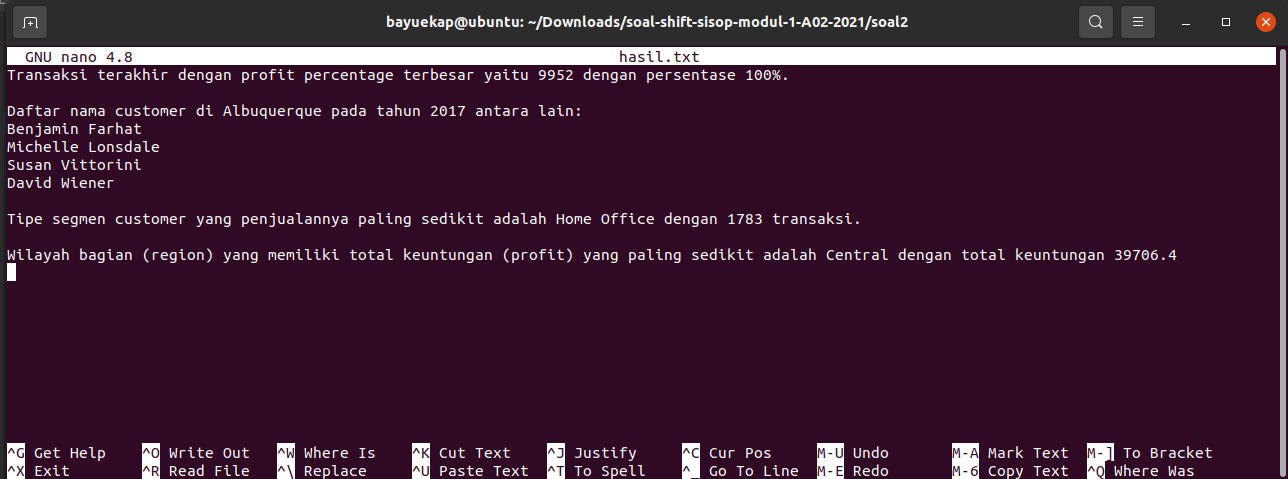 bayuekap@ubuntu: ~/Downloads/soal-shift-sisop-modul-1-A02-2021/soal2
GNU nano 4.8 hasil.txt
Transaksi terakhir dengan profit percentage terbesar yaitu 9952 dengan persentase 100%.
Daftar nama customer di Albuquerque pada tahun 2017 antara lain:
Benjamin Farhat
Michelle Lonsdale
Susan Vittorini
David Wiener
Tipe segmen customer yang penjualannya paling sedikit adalah Home Office dengan 1783 transaksi.
Wilayah bagian (region) yang memiliki total keuntungan (profit) yang paling sedikit adalah Central dengan total keuntungan 39706.4
^G Get Help ^O Write Out ^W Where Is ^K Cut Text ^J Justify ^C Cur Pos M-U Undo M-A Mark Text M-] To Bracket
^X Exit ^R Read File ^\ Replace ^U Paste Text ^T To Spell ^_ Go To Line M-E Redo M-6 Copy Text ^Q Where Was